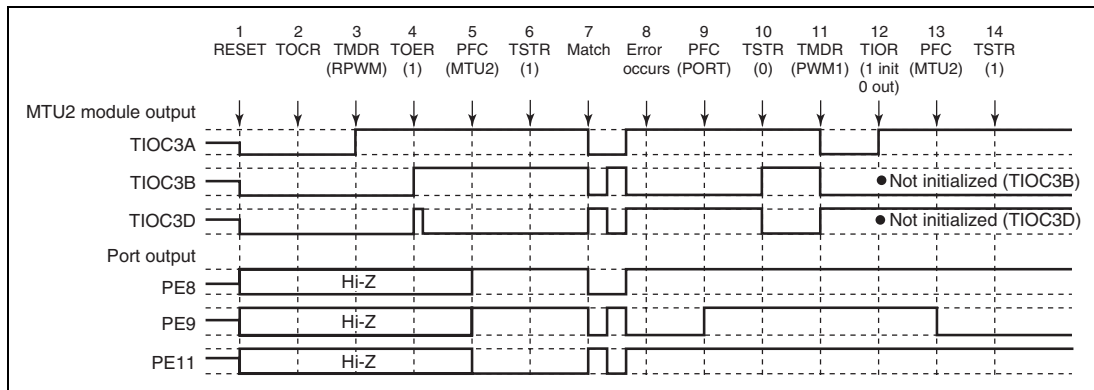 1 2 3 4 5 6 7 8 9 10 11 12 13 14
RESET TOCR TMDR TOER PFC TSTR Match Error PFC TSTR TMDR TIOR PFC TSTR
(RPWM) (1) (MTU2) (1) occurs (PORT) (0) (PWM1) (1 init (MTU2) (1)
0 out)
MTU2 module output
TIOC3A
TIOC3B
● Not initialized (TIOC3B)
TIOC3D
● Not initialized (TIOC3D)
Port output
PE8 Hi-Z
PE9 Hi-Z
PE11 Hi-Z